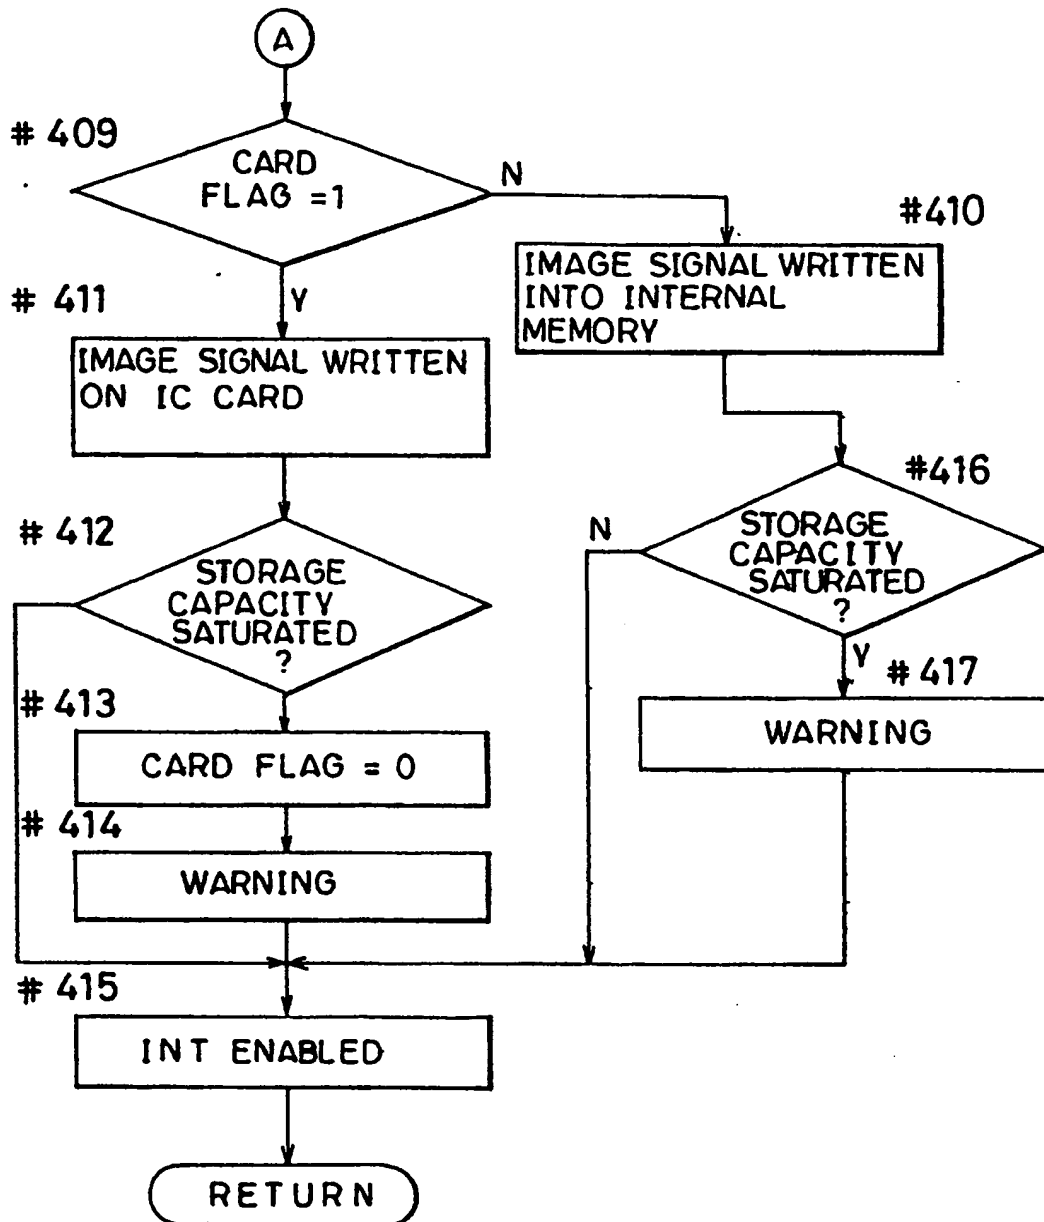 A
# 409
CARD
FLAG =1
N
#410
IMAGE SIGNAL WRITTEN
INTO INTERNAL
MEMORY
# 411
Y
IMAGE SIGNAL WRITTEN
ON IC CARD
#416
STORAGE
CAPACITY
SATURATED
?
N
Y
# 412
STORAGE
CAPACITY
SATURATED
?
# 417
WARNING
# 413
CARD FLAG = 0
# 414
WARNING
# 415
INT ENABLED
RETURN